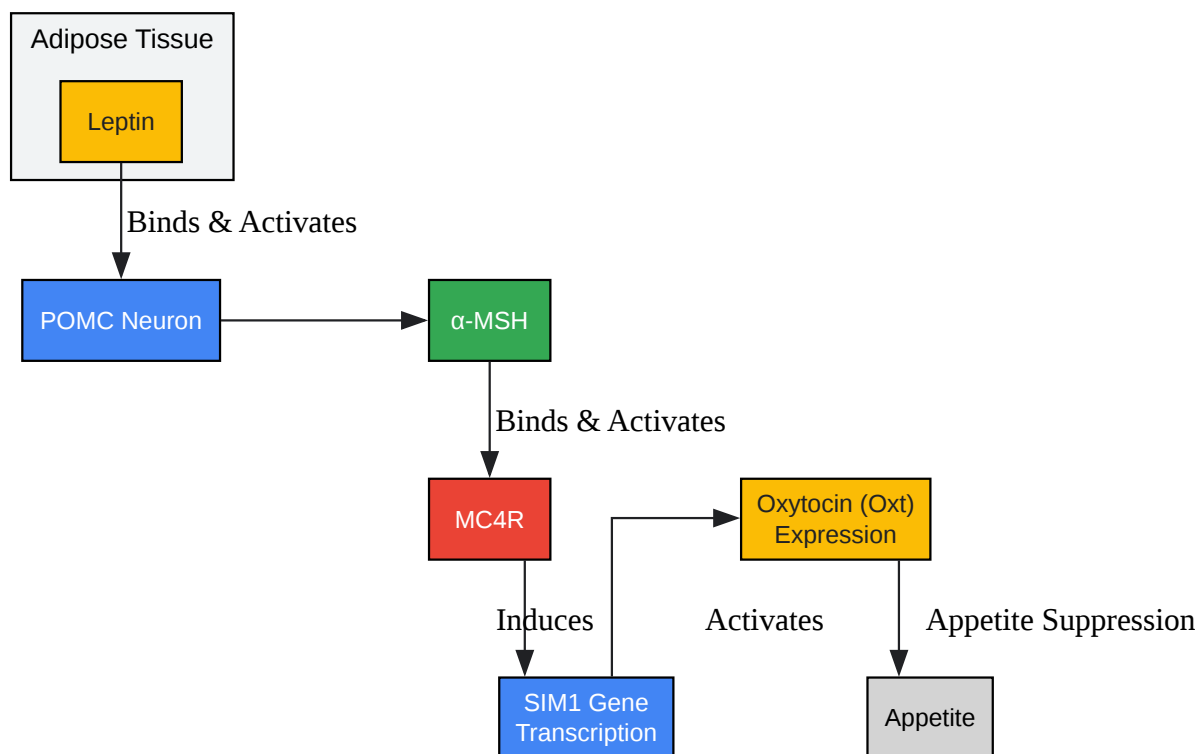 Adipose Tissue
Leptin
Binds & Activates
POMC Neuron
α-MSH
Binds & Activates
MC4R
Oxytocin (Oxt)
Expression
Induces
Activates
Appetite Suppression
SIM1 Gene
Transcription
Appetite